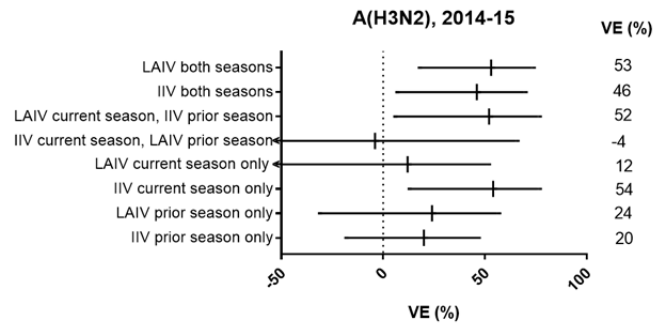 A(H3N2), 2014-15
VE (%)
LAIV both seasons 53
IIV both seasons 46
LAIV current season, IIV prior season 52
IIV current season, LAIV prior season -4
LAIV current season only 12
IIV current season only 54
LAIV prior season only 24
IIV prior season only 20
-50 0 50 100
VE (%)